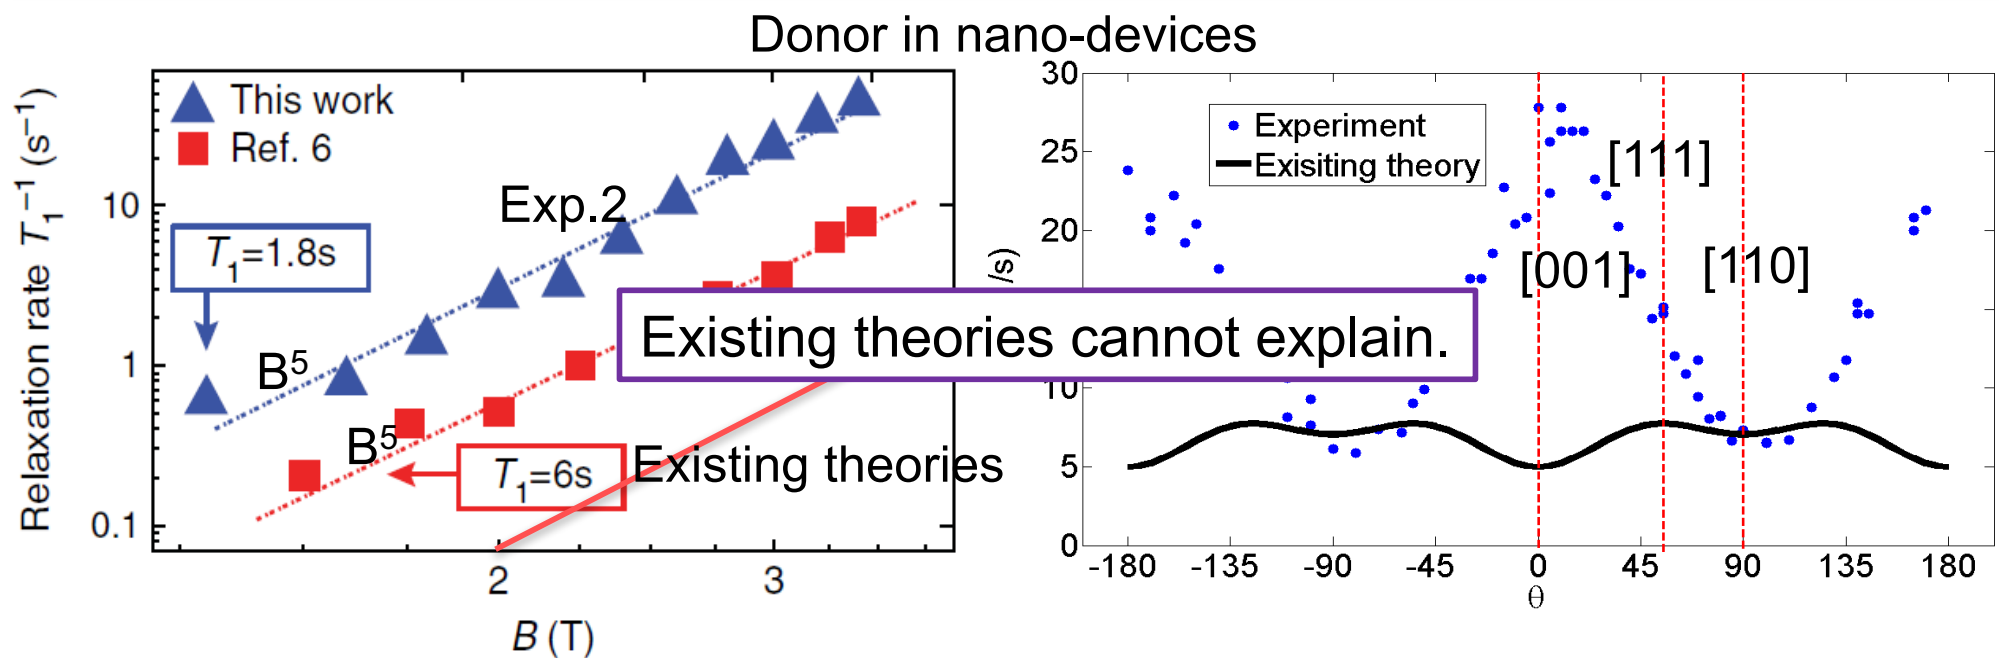 Donor in nano-devices
Relaxation rate T₁⁻¹ (s⁻¹)
10
1
0.1
This work
Ref. 6
Exp.2
T₁=1.8s
B⁵
B⁵
T₁=6s
Existing theories
2
3
B (T)
Existing theories cannot explain.
/s)
30
25
20
10
5
0
Experiment
Exisiting theory
[111]
[001]
[110]
-180
-135
-90
-45
0
45
90
135
180
θ